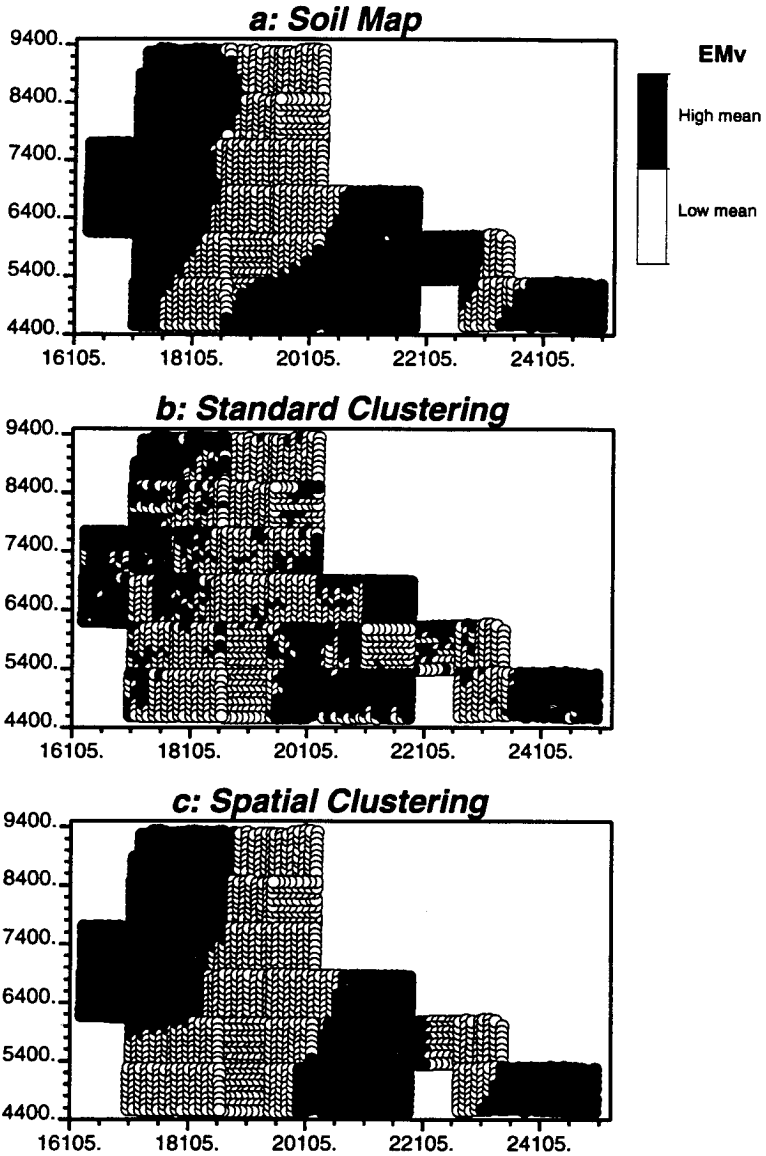 a: Soil Map
9400.
8400.
7400.
6400.
5400.
4400.
16105. 18105. 20105. 22105. 24105.
EMv
High mean
Low mean
b: Standard Clustering
9400.
8400.
7400.
6400.
5400.
4400.
16105. 18105. 20105. 22105. 24105.
c: Spatial Clustering
9400.
8400.
7400.
6400.
5400.
4400.
16105. 18105. 20105. 22105. 24105.